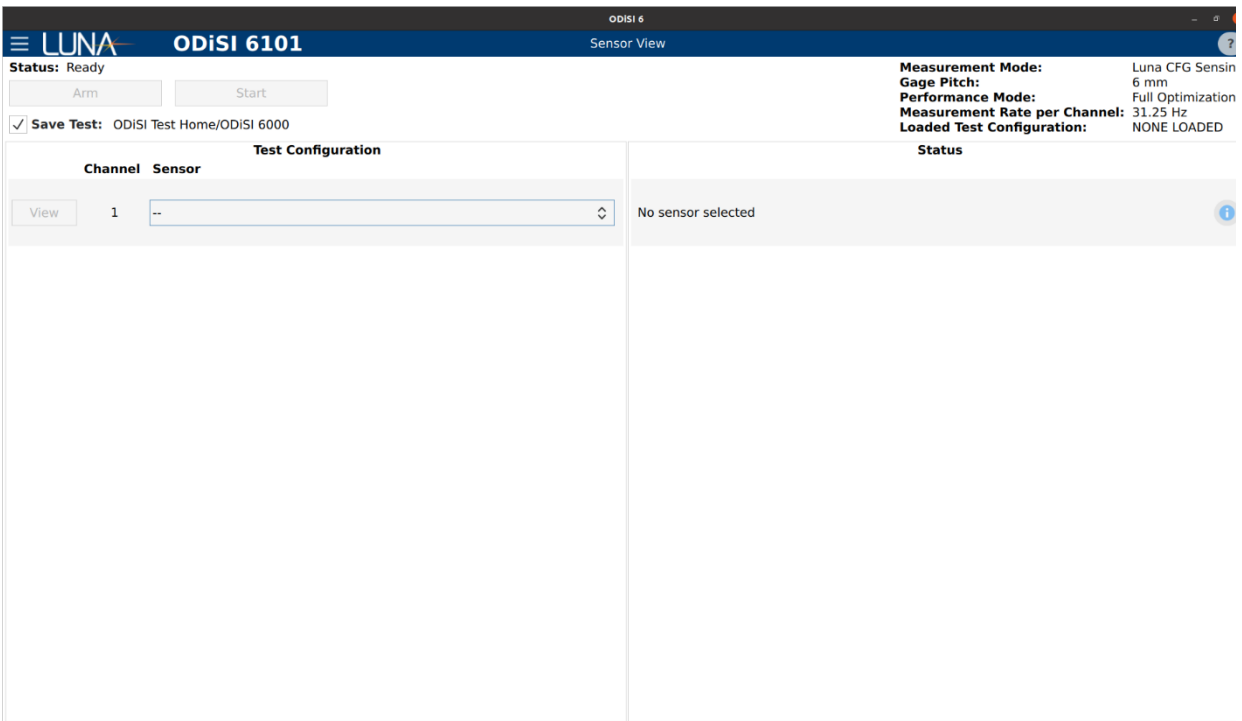 ODiSI 6
LUNA ODiSI 6101 Sensor View ?
Status: Ready
Arm Start
Save Test: ODiSI Test Home/ODiSI 6000
Measurement Mode: Luna CFG Sensin
Gage Pitch: 6 mm
Performance Mode: Full Optimization
Measurement Rate per Channel: 31.25 Hz
Loaded Test Configuration: NONE LOADED
Test Configuration
Channel Sensor
View 1 --
Status
No sensor selected